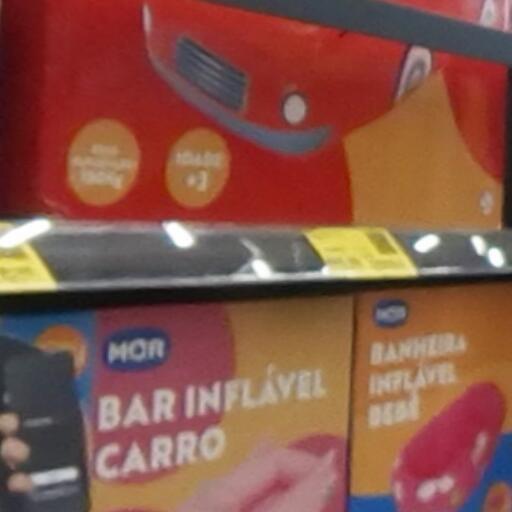 IDADE
+3
MOR
BAR INFLÁVEL
CARRO
MOR
BANHEIRA
INFLÁVEL
BEBÊ